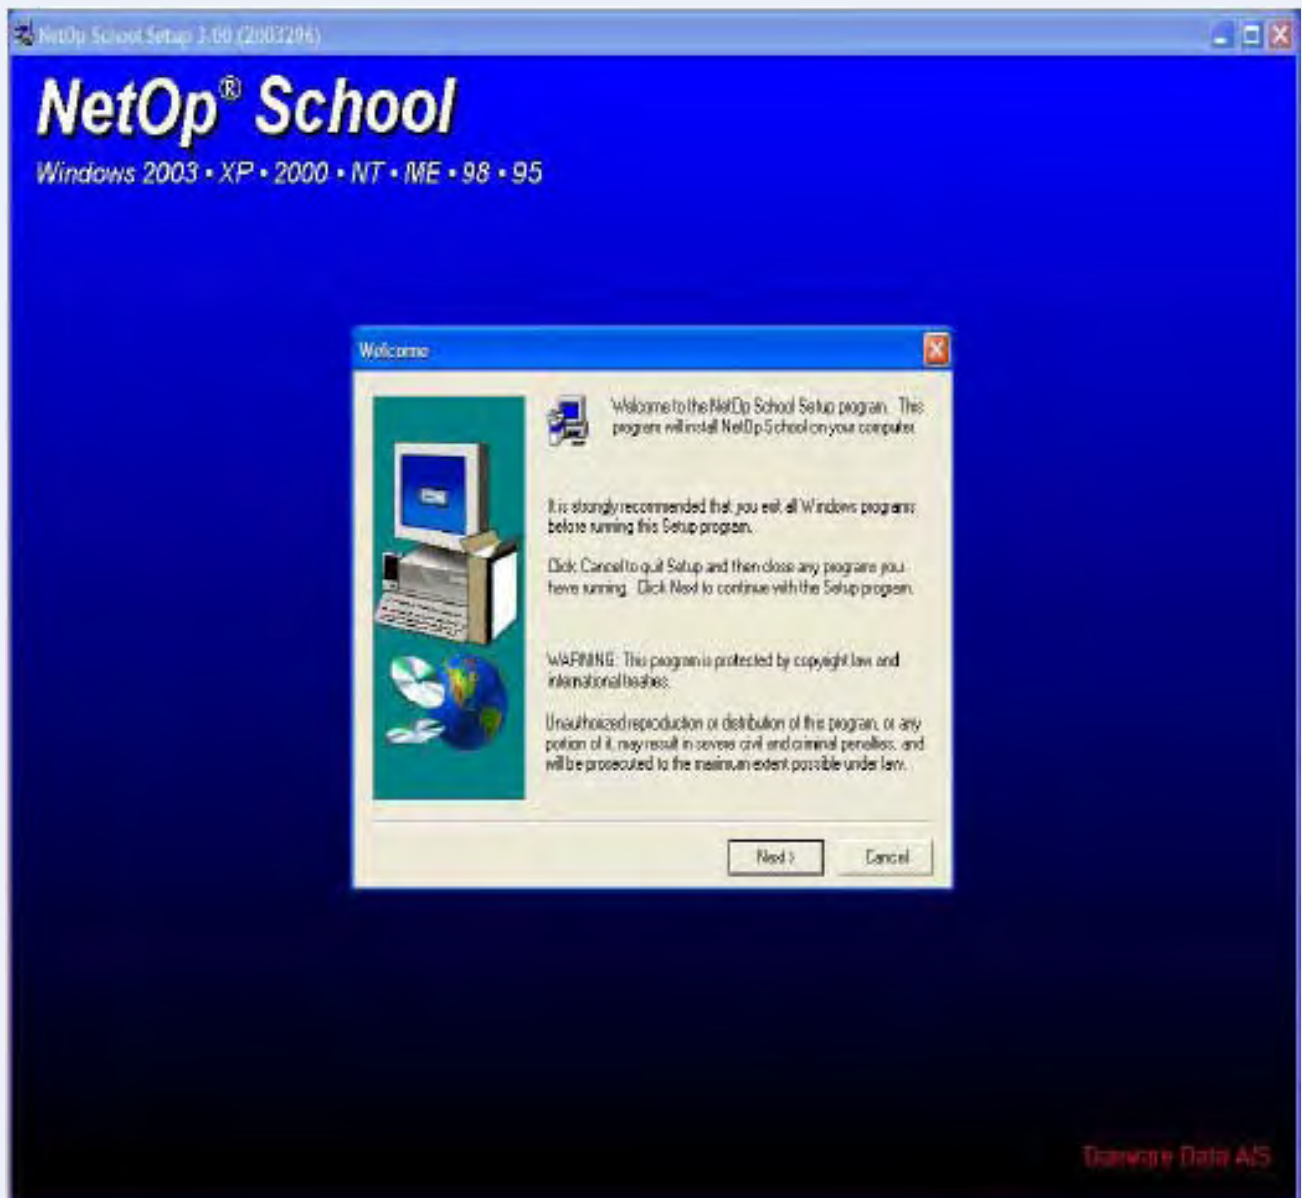 NetOp School Setup 3.00 (2003296)
NetOp® School
Windows 2003 • XP • 2000 • NT • ME • 98 • 95
Welcome
Welcome to the NetOp School Setup program. This
program will install NetOp School on your computer.
It is strongly recommended that you exit all Windows programs
before running this Setup program.
Click Cancel to quit Setup and then close any programs you
have running. Click Next to continue with the Setup program.
WARNING: This program is protected by copyright law and
international treaties.
Unauthorized reproduction or distribution of this program, or any
portion of it, may result in severe civil and criminal penalties, and
will be prosecuted to the maximum extent possible under law.
Next >
Cancel
Danware Data A/S